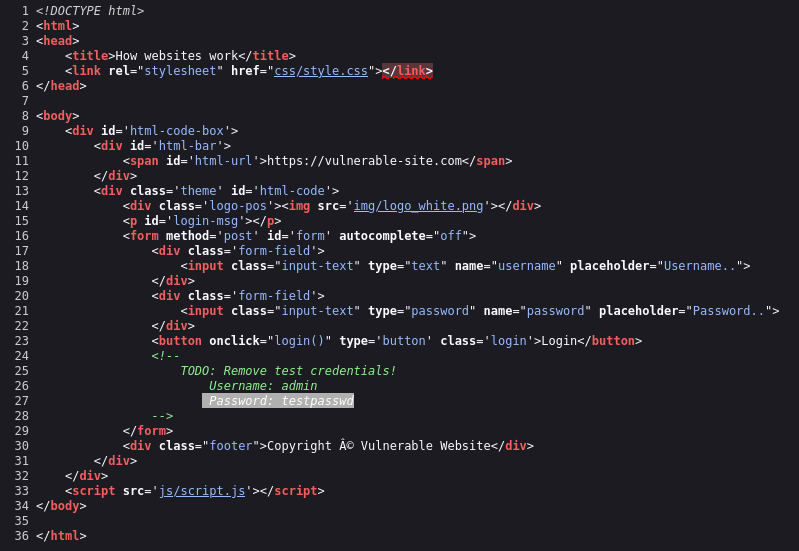 1 <!DOCTYPE html>
2 <html>
3 <head>
4     <title>How websites work</title>
5     <link rel="stylesheet" href="css/style.css"></link>
6 </head>
7
8 <body>
9     <div id='html-code-box'>
10         <div id='html-bar'>
11             <span id='html-url'>https://vulnerable-site.com</span>
12         </div>
13         <div class='theme' id='html-code'>
14             <div class='logo-pos'><img src='img/logo_white.png'></div>
15             <p id='login-msg'></p>
16             <form method='post' id='form' autocomplete="off">
17                 <div class='form-field'>
18                     <input class="input-text" type="text" name="username" placeholder="Username..">
19                 </div>
20                 <div class='form-field'>
21                     <input class="input-text" type="password" name="password" placeholder="Password..">
22                 </div>
23                 <button onclick="login()" type='button' class='login'>Login</button>
24                 <!--
25                     TODO: Remove test credentials!
26                         Username: admin
27                         Password: testpasswd
28                 -->
29             </form>
30             <div class="footer">Copyright Â© Vulnerable Website</div>
31         </div>
32     </div>
33     <script src='js/script.js'></script>
34 </body>
35
36 </html>